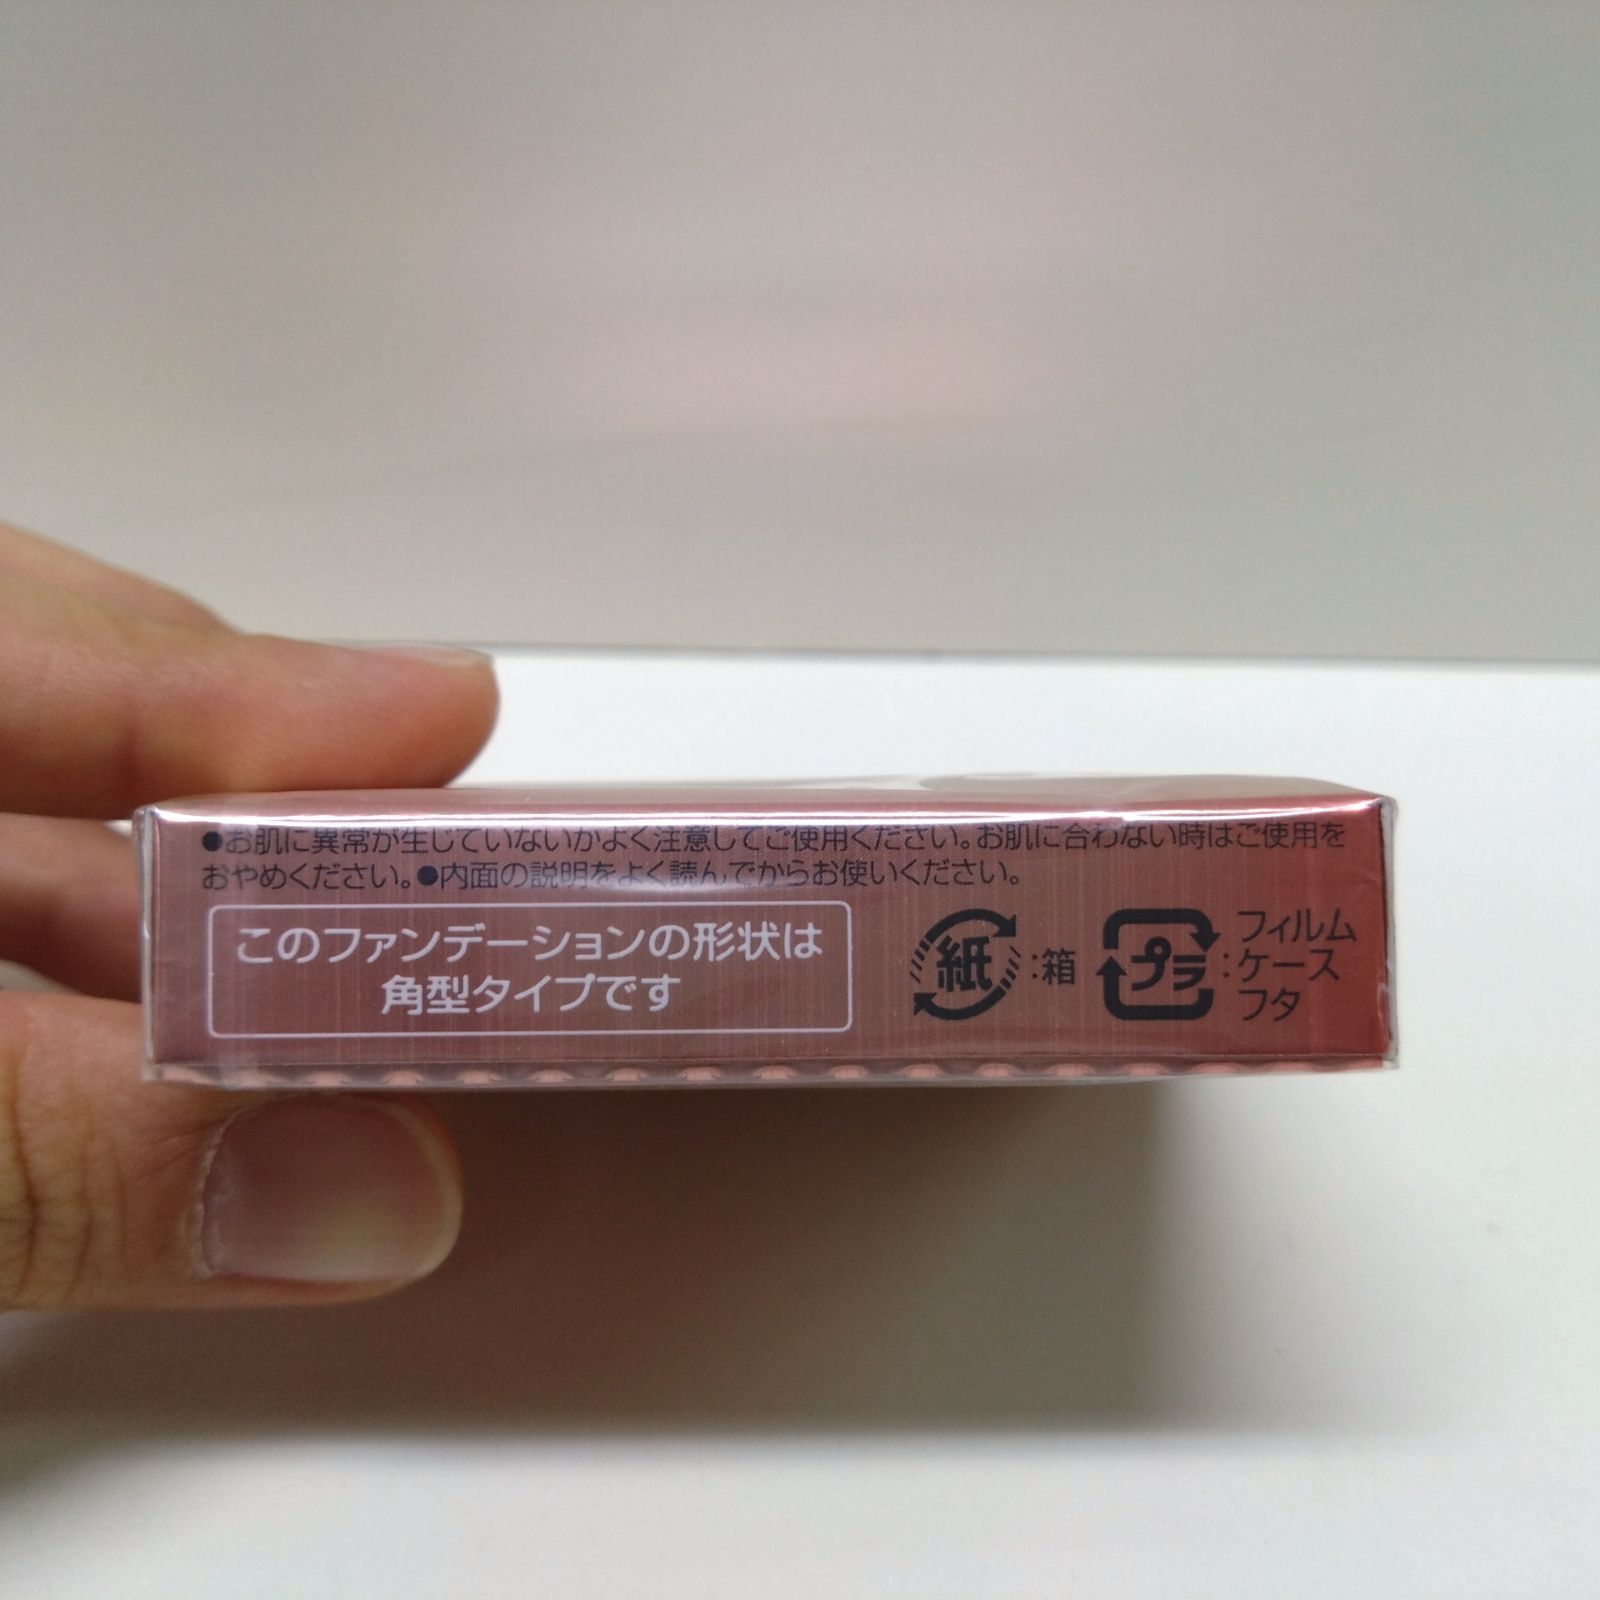 ●お肌に異常が生じていないかよく注意してご使用ください。お肌に合わない時はご使用を
おやめください。●内面の説明をよく読んでからお使いください。
このファンデーションの形状は
角型タイプです
紙:箱
プラ:フィルム
ケース
フタ